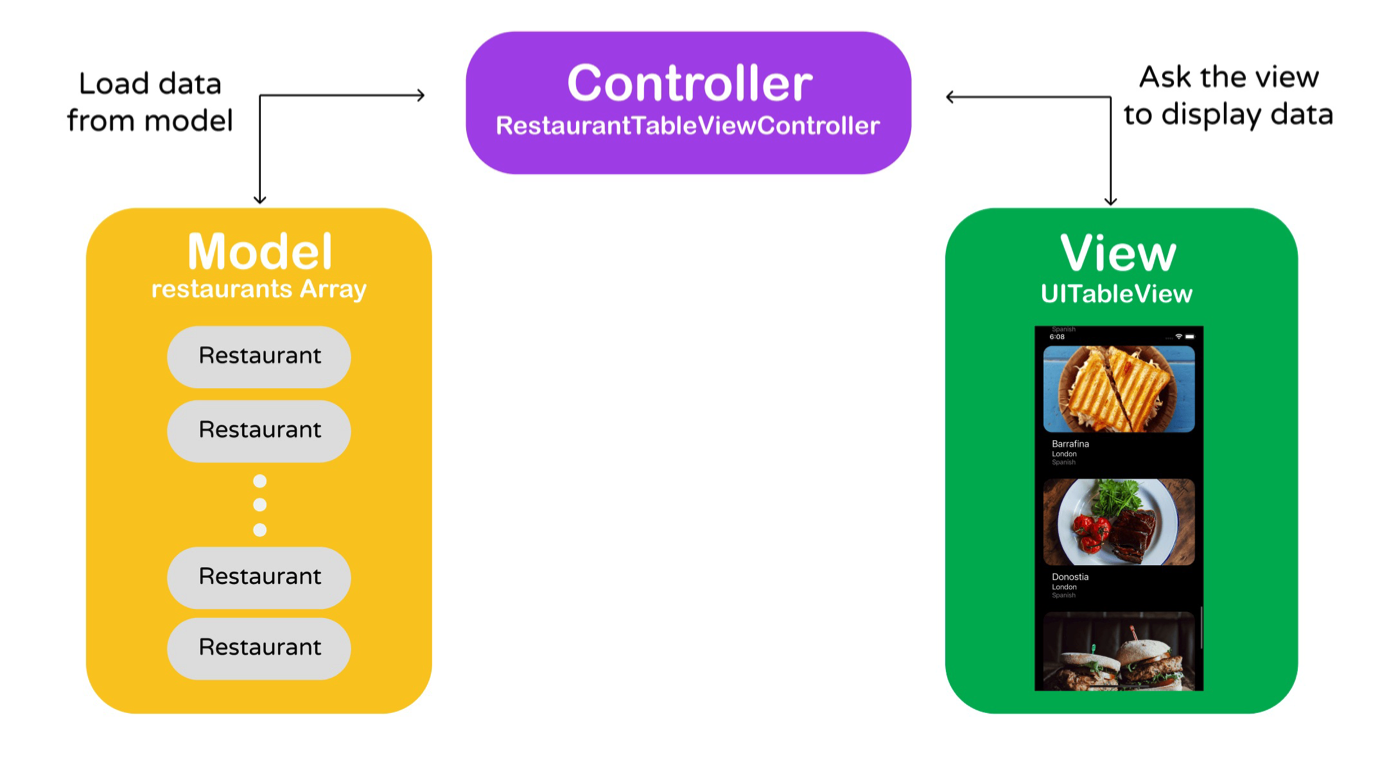 Load data
from model
Controller
RestaurantTableViewController
Ask the view
to display data
Model
restaurants Array
Restaurant
Restaurant
Restaurant
Restaurant
View
UITableView
Spanish
6:08
Barrafina
London
Spanish
Donostia
London
Spanish